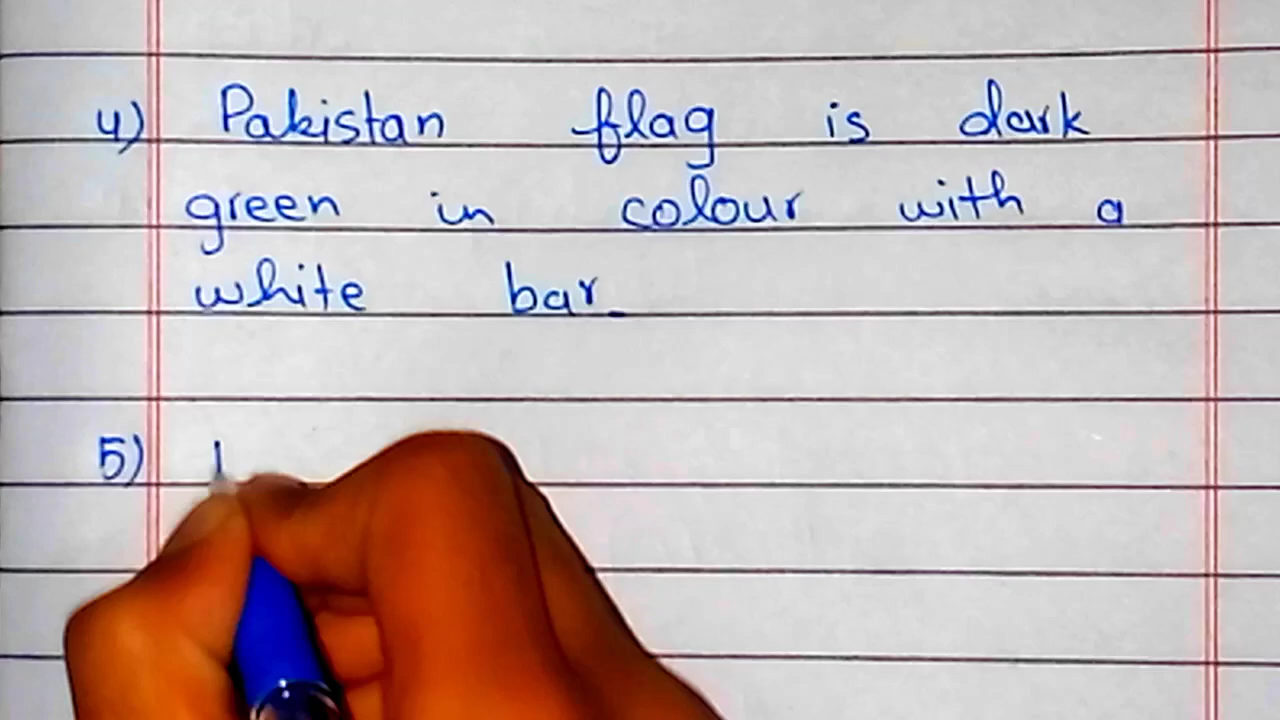 4) Pakistan flag is dark
green in colour with a
white bar.
5)